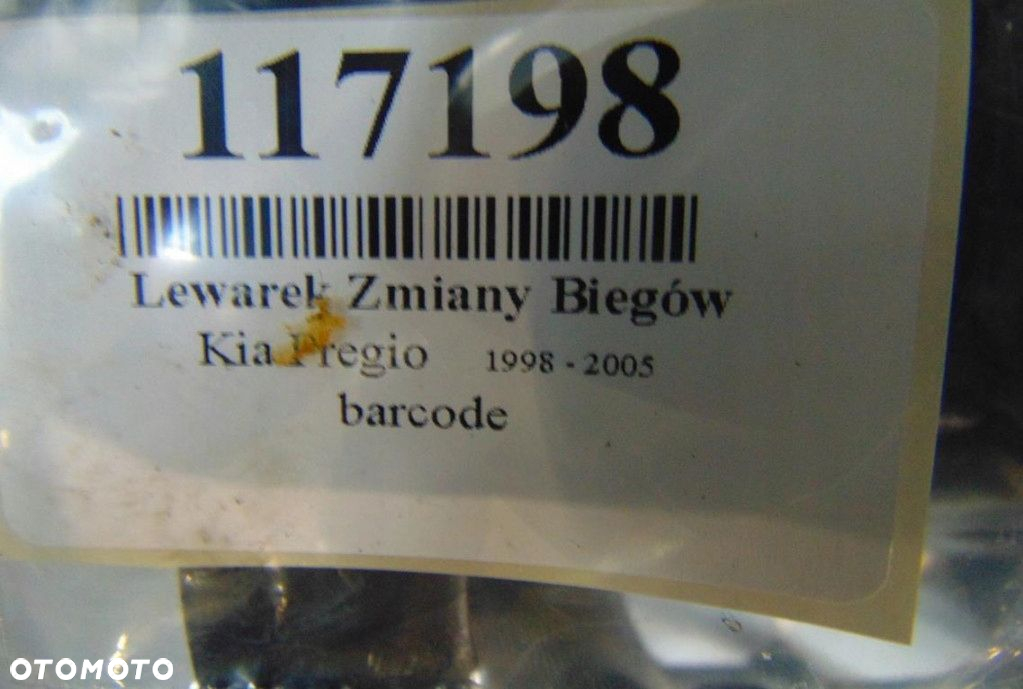 117198
Lewarek Zmiany Biegów
Kia Pregio 1998 - 2005
barcode
OTOMOTO